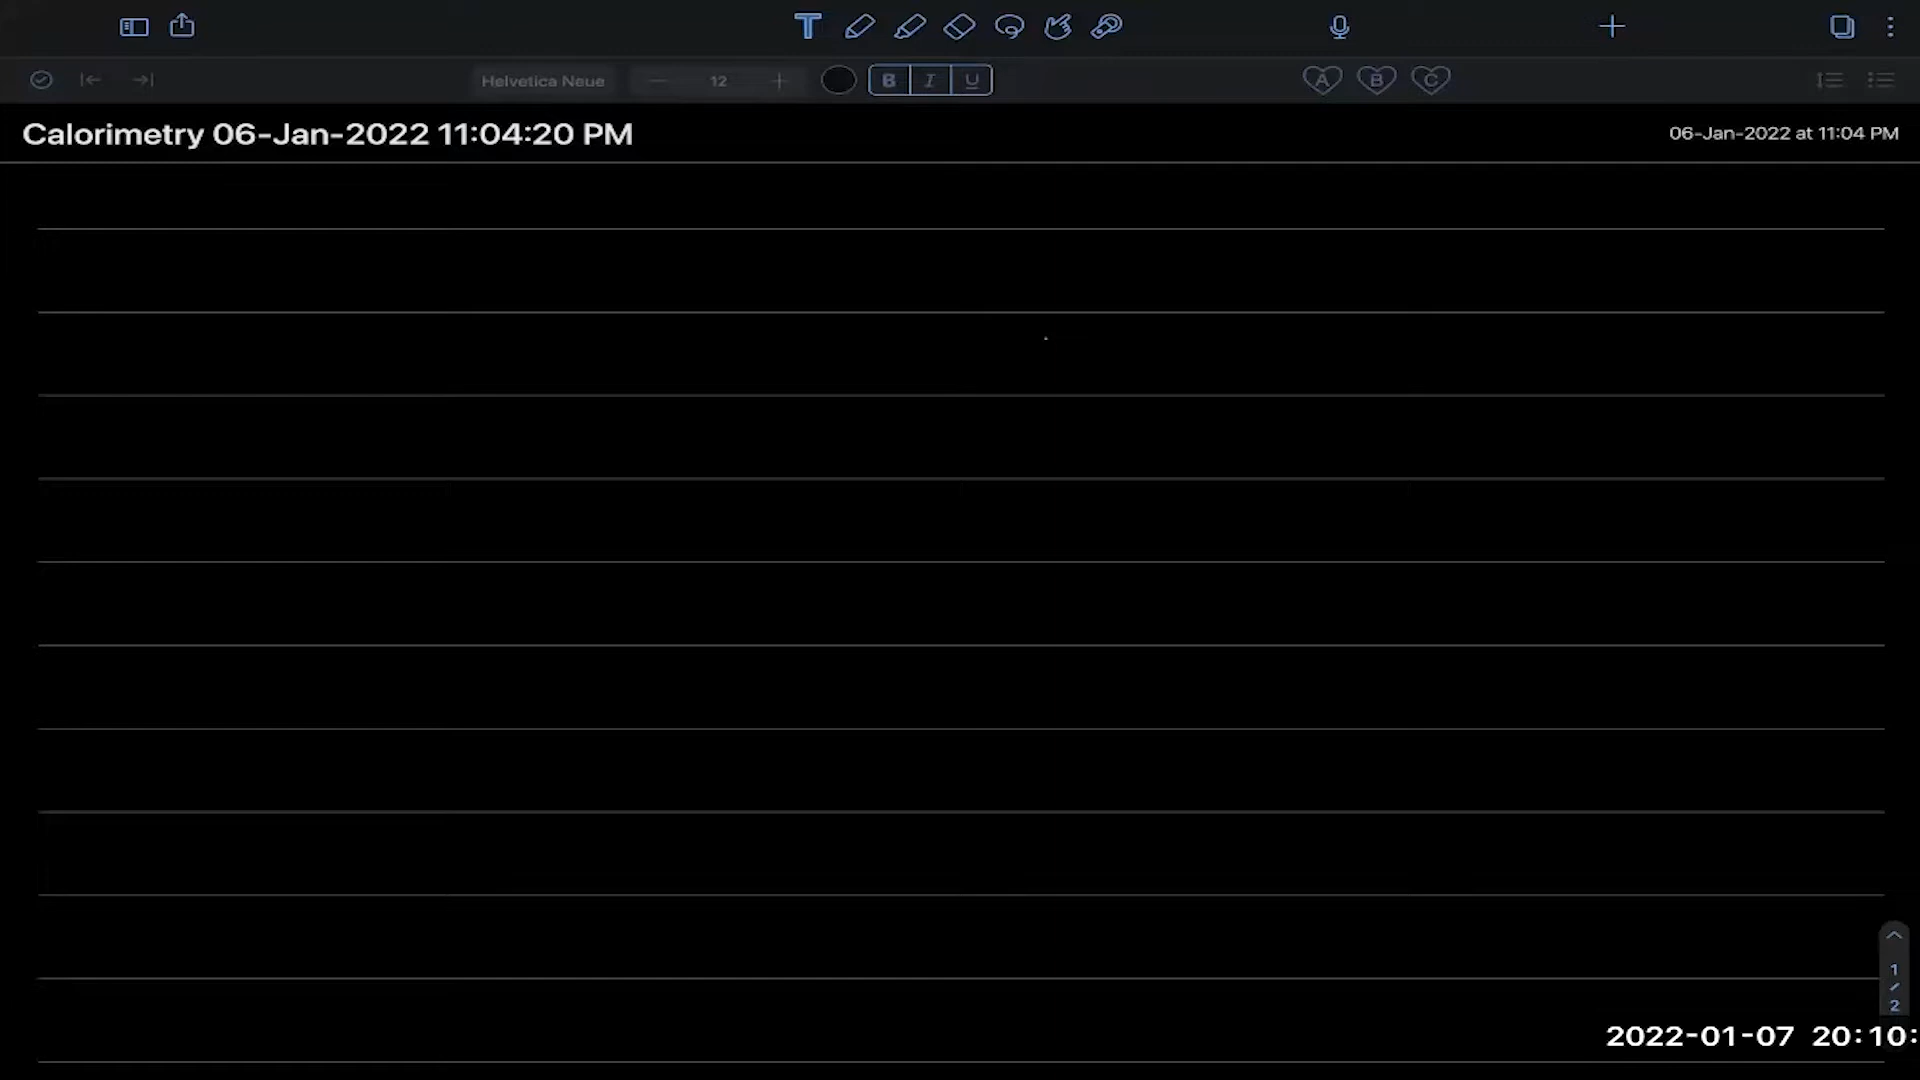 Helvetica Neue 12 B I U A B C
Calorimetry 06-Jan-2022 11:04:20 PM
06-Jan-2022 at 11:04 PM
1
/
2
2022-01-07 20:10: